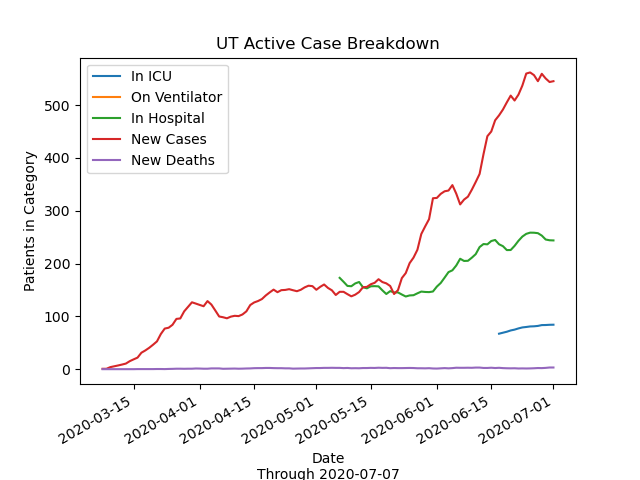 UT Active Case Breakdown
In ICU
On Ventilator
In Hospital
New Cases
New Deaths
Patients in Category
500
400
300
200
100
0
2020-03-15
2020-04-01
2020-04-15
2020-05-01
2020-05-15
2020-06-01
2020-06-15
2020-07-01
Date
Through 2020-07-07